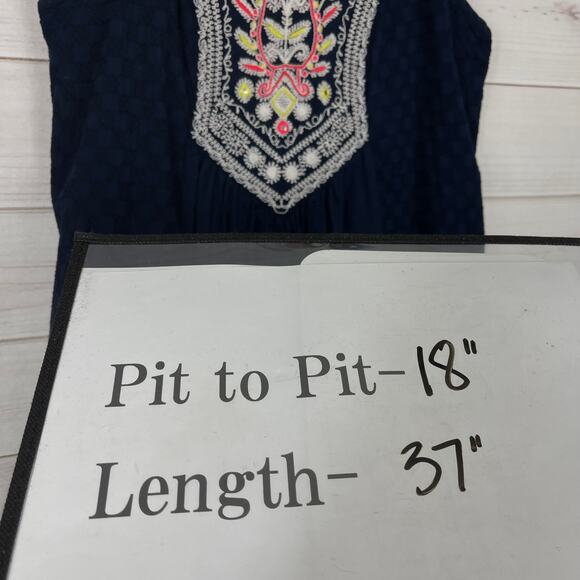 Pit to Pit-18"
Length- 37"